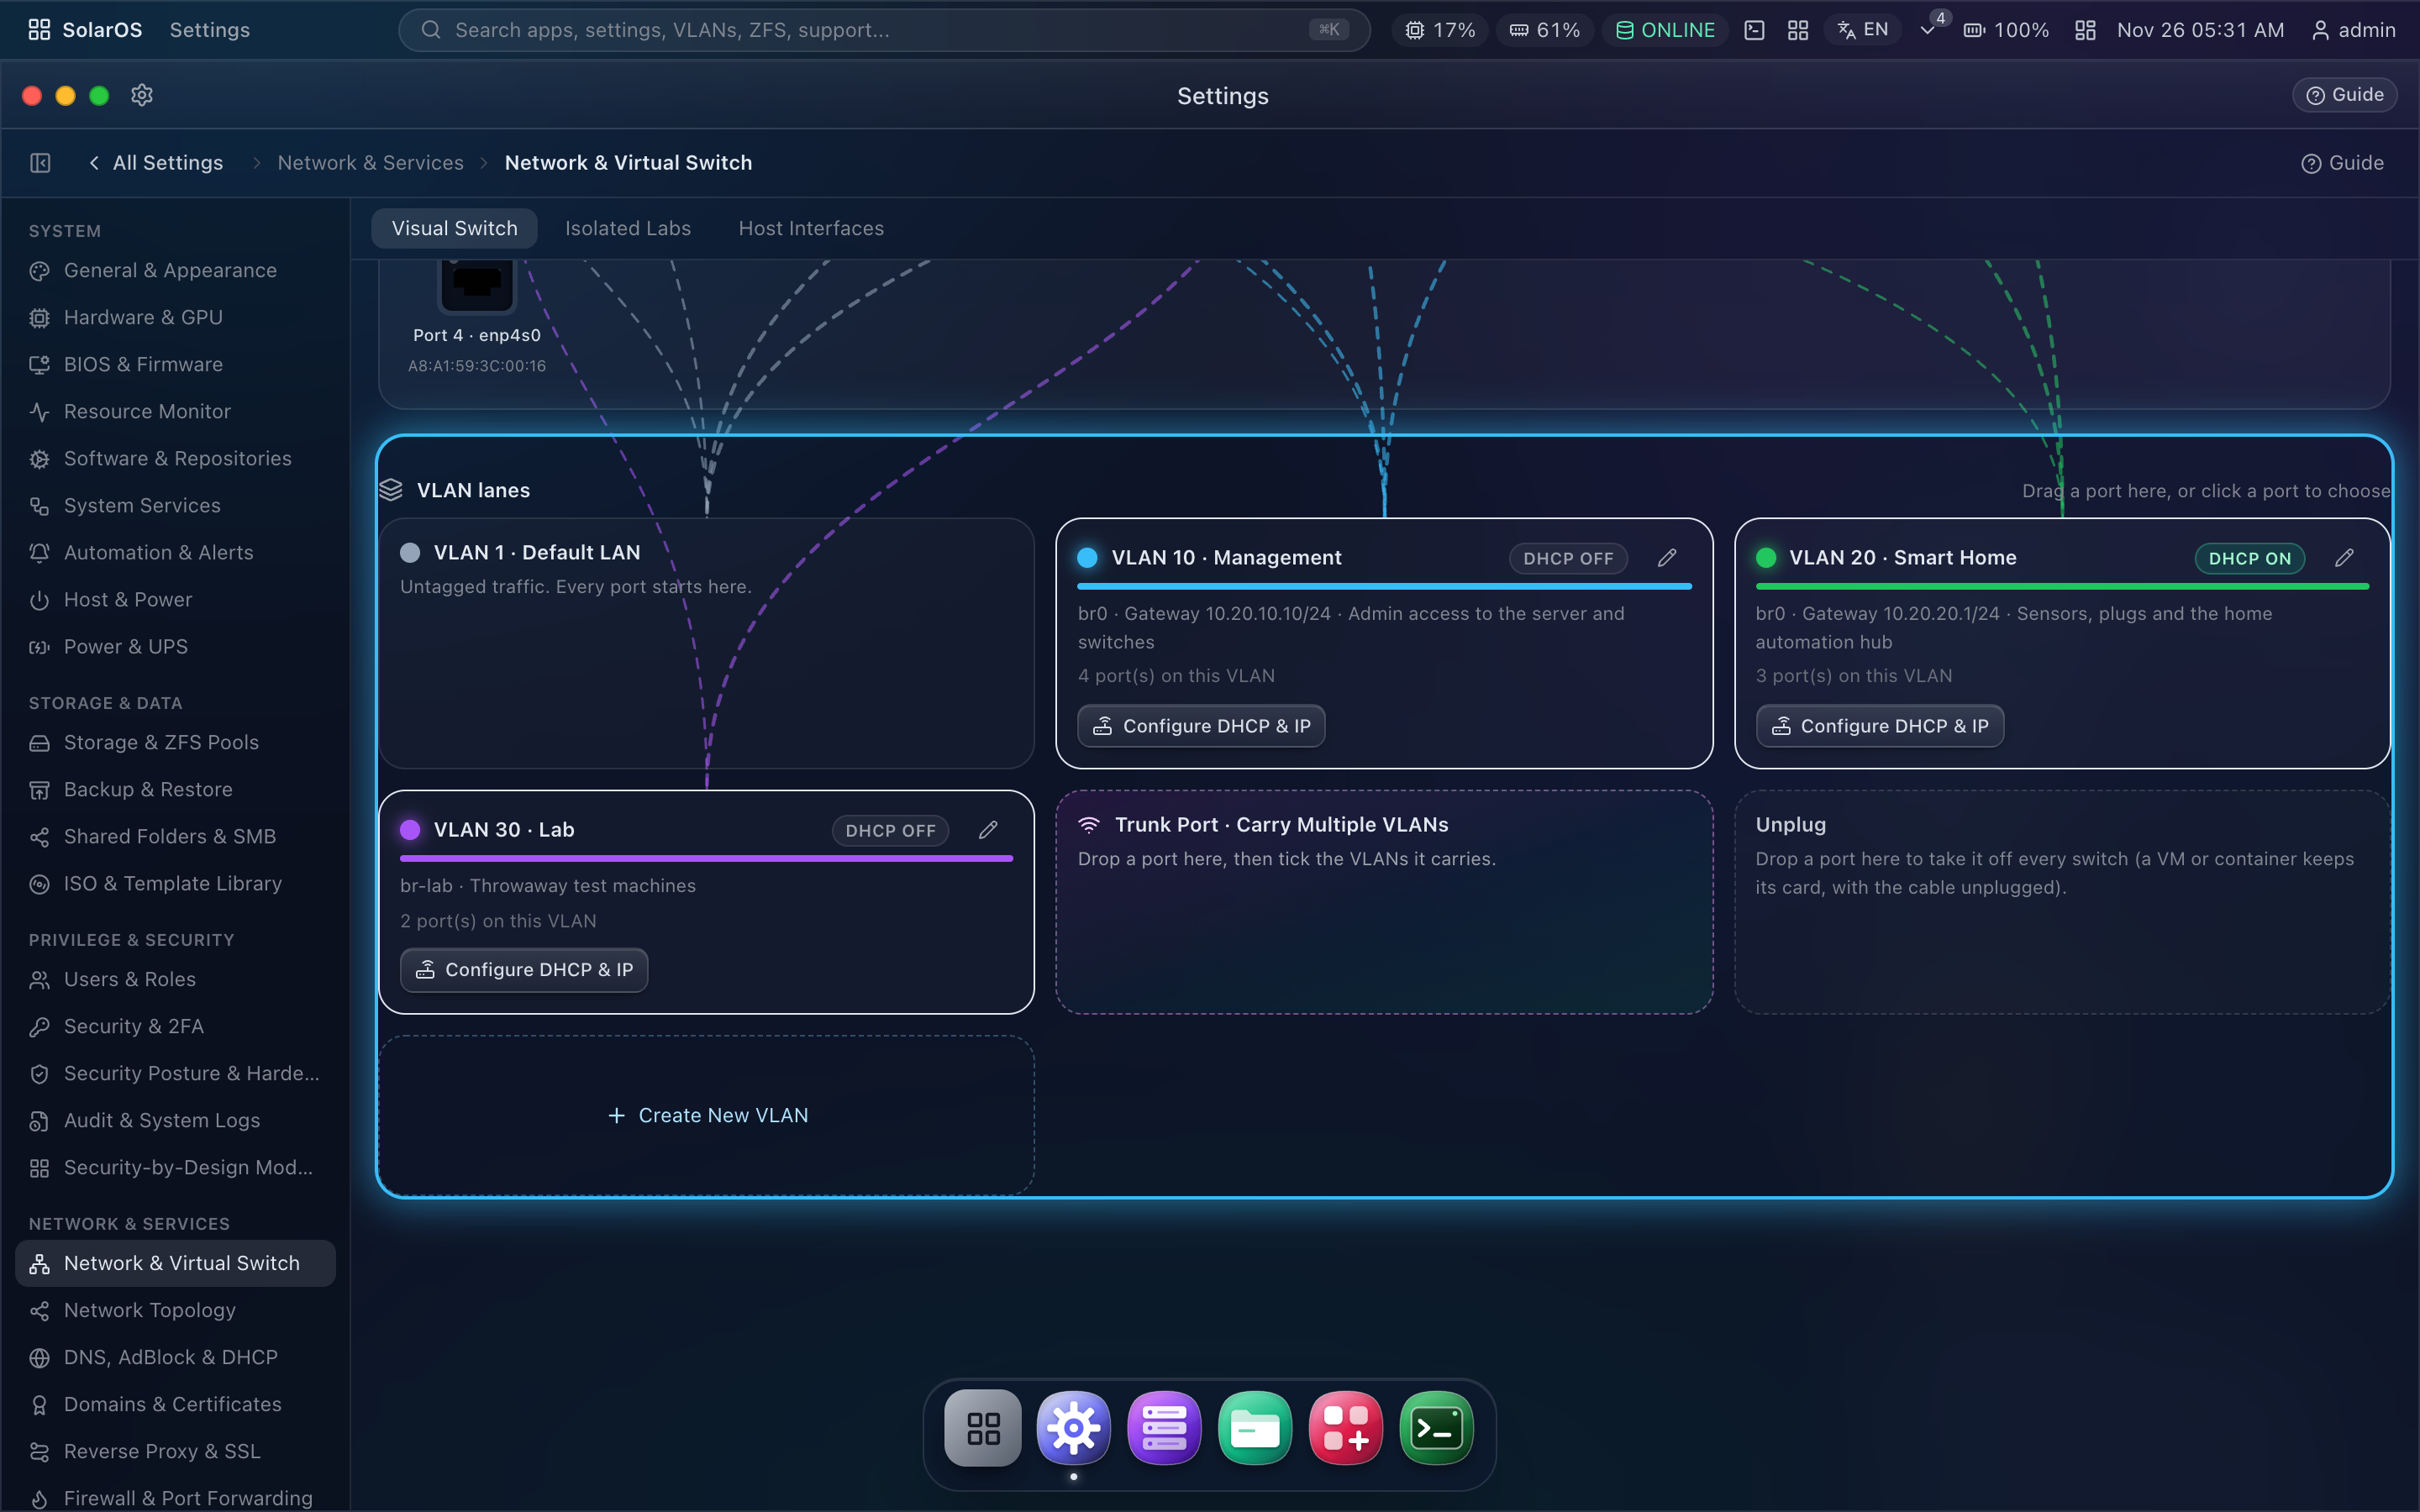 SolarOS
Settings
Search apps, settings, VLANs, ZFS, support...
⌘K
17%
61%
ONLINE
EN
4
100%
Nov 26 05:31 AM
admin
Settings
Guide
All Settings
Network & Services
Network & Virtual Switch
Guide
SYSTEM
General & Appearance
Hardware & GPU
BIOS & Firmware
Resource Monitor
Software & Repositories
System Services
Automation & Alerts
Host & Power
Power & UPS
STORAGE & DATA
Storage & ZFS Pools
Backup & Restore
Shared Folders & SMB
ISO & Template Library
PRIVILEGE & SECURITY
Users & Roles
Security & 2FA
Security Posture & Harde...
Audit & System Logs
Security-by-Design Mod...
NETWORK & SERVICES
Network & Virtual Switch
Network Topology
DNS, AdBlock & DHCP
Domains & Certificates
Reverse Proxy & SSL
Firewall & Port Forwarding
Visual Switch
Isolated Labs
Host Interfaces
Port 4 · enp4s0
A8:A1:59:3C:00:16
VLAN lanes
Drag a port here, or click a port to choose
VLAN 1 · Default LAN
Untagged traffic. Every port starts here.
VLAN 10 · Management
DHCP OFF
br0 · Gateway 10.20.10.10/24 · Admin access to the server and
switches
4 port(s) on this VLAN
Configure DHCP & IP
VLAN 20 · Smart Home
DHCP ON
br0 · Gateway 10.20.20.1/24 · Sensors, plugs and the home
automation hub
3 port(s) on this VLAN
Configure DHCP & IP
VLAN 30 · Lab
DHCP OFF
br-lab · Throwaway test machines
2 port(s) on this VLAN
Configure DHCP & IP
Trunk Port · Carry Multiple VLANs
Drop a port here, then tick the VLANs it carries.
Unplug
Drop a port here to take it off every switch (a VM or container keeps
its card, with the cable unplugged).
Create New VLAN